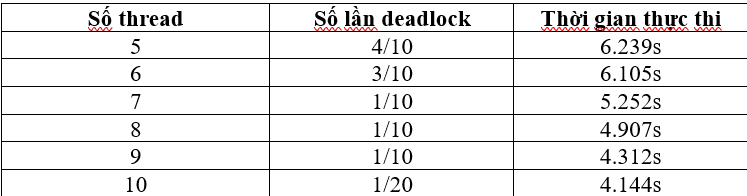 Số thread Số lần deadlock Thời gian thực thi
5 4/10 6.239s
6 3/10 6.105s
7 1/10 5.252s
8 1/10 4.907s
9 1/10 4.312s
10 1/20 4.144s